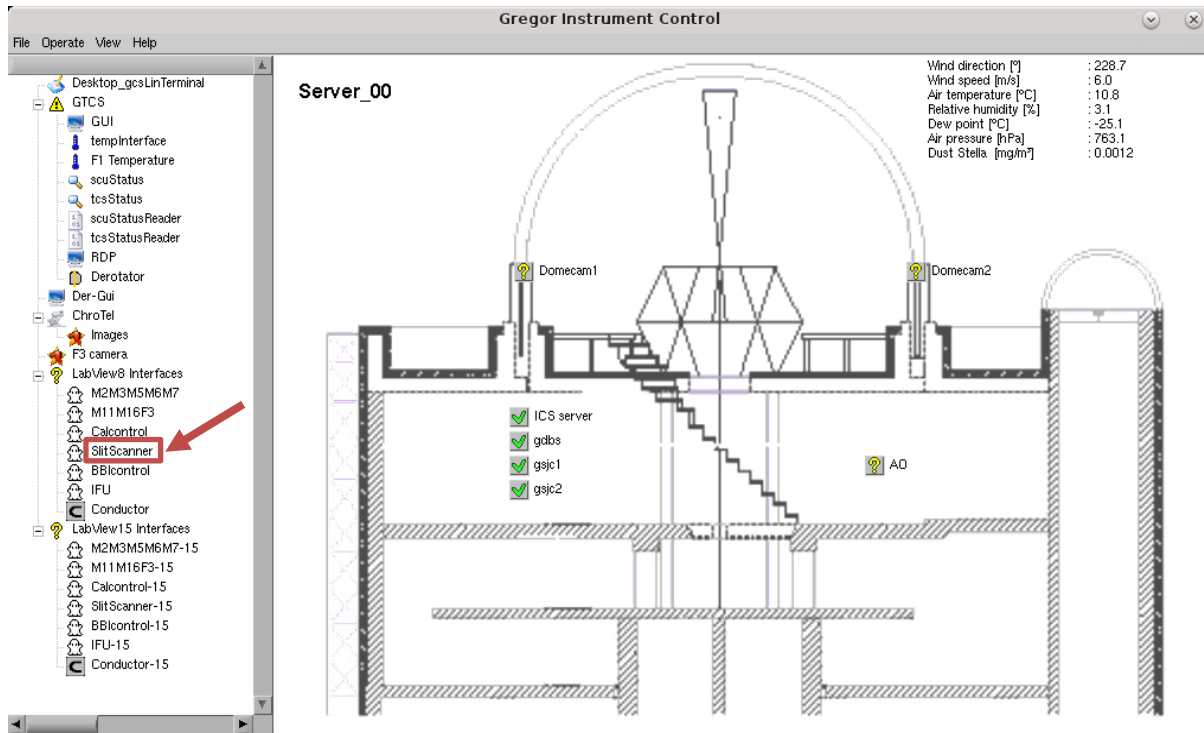 Gregor Instrument Control
File Operate View Help
Desktop_gcsLinTerminal
GTCS
GUI
tempInterface
F1 Temperature
scuStatus
tcsStatus
scuStatusReader
tcsStatusReader
RDP
Derotator
Der-Gui
ChroTel
Images
F3 camera
LabView8 Interfaces
M2M3M5M6M7
M11M16F3
Calcontrol
SlitScanner
BBIcontrol
IFU
Conductor
LabView15 Interfaces
M2M3M5M6M7-15
M11M16F3-15
Calcontrol-15
SlitScanner-15
BBIcontrol-15
IFU-15
Conductor-15
Server_00
Wind direction [º] : 228.7
Wind speed [m/s] : 6.0
Air temperature [ºC] : 10.8
Relative humidity [%] : 3.1
Dew point [ºC] : -25.1
Air pressure [hPa] : 763.1
Dust Stella [mg/m³] : 0.0012
Domecam1
Domecam2
ICS server
gdbs
gsjc1
gsjc2
AO